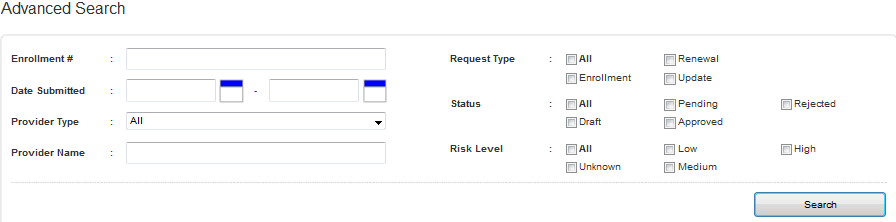 Advanced Search
Enrollment # :
Date Submitted : -
Provider Type : All
Provider Name :
Request Type : All Renewal
Enrollment Update
Status : All Pending Rejected
Draft Approved
Risk Level : All Low High
Unknown Medium
Search